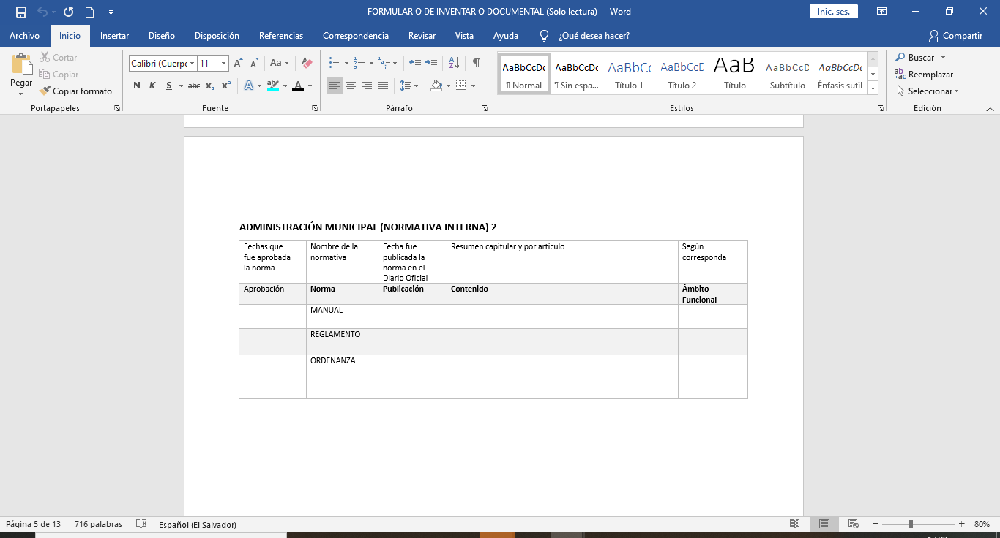 FORMULARIO DE INVENTARIO DOCUMENTAL (Solo lectura) - Word
Inic. ses.
Archivo Inicio Insertar Diseño Disposición Referencias Correspondencia Revisar Vista Ayuda ¿Qué desea hacer? Compartir
Pegar
Cortar
Copiar
Copiar formato
Portapapeles
Calibri (Cuerpo 11
Aa
N K S abc x₂ x²
Fuente
Párrafo
AaBbCcDc AaBbCcDc AaBbCc AaBbCcD AaB AaBbCcD AaBbCcDc
¶ Normal ¶ Sin espa... Título 1 Título 2 Título Subtítulo Énfasis sutil
Estilos
Buscar
Reemplazar
Seleccionar
Edición
ADMINISTRACIÓN MUNICIPAL (NORMATIVA INTERNA) 2
Fechas que
fue aprobada
la norma
Nombre de la
normativa
Fecha fue
publicada la
norma en el
Diario Oficial
Resumen capitular y por artículo
Según
corresponda
Aprobación
Norma
Publicación
Contenido
Ámbito
Funcional
MANUAL
REGLAMENTO
ORDENANZA
Página 5 de 13 716 palabras Español (El Salvador) 80%